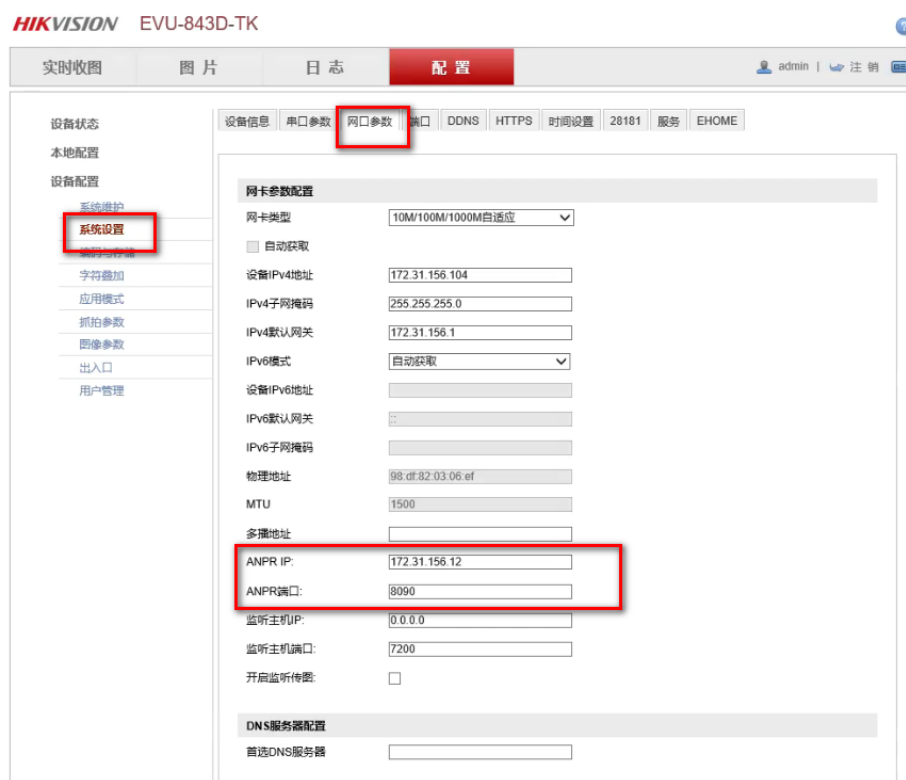 HIKVISION EVU-843D-TK
实时收图 图片 日志 配置 admin | 注销
设备状态
本地配置
设备配置
系统维护
系统设置
编码与存储
字符叠加
应用模式
抓拍参数
图像参数
出入口
用户管理
设备信息 串口参数 网口参数 端口 DDNS HTTPS 时间设置 28181 服务 EHOME
网卡参数配置
网卡类型 10M/100M/1000M自适应
自动获取
设备IPv4地址 172.31.156.104
IPv4子网掩码 255.255.255.0
IPv4默认网关 172.31.156.1
IPv6模式 自动获取
设备IPv6地址
IPv6默认网关 ::
IPv6子网掩码
物理地址 98:df:82:03:06:ef
MTU 1500
多播地址
ANPR IP: 172.31.156.12
ANPR端口: 8090
监听主机IP: 0.0.0.0
监听主机端口: 7200
开启监听传图:
DNS服务器配置
首选DNS服务器